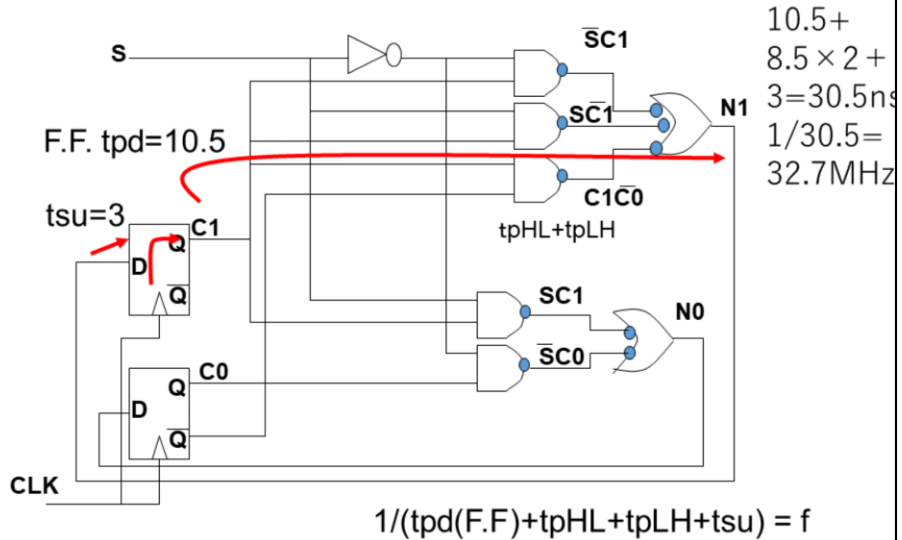 S
S̅C1
10.5+
8.5×2+
3=30.5ns
1/30.5=
32.7MHz
N1
SC̅1
F.F. tpd=10.5
C1C̅0
tpHL+tpLH
tsu=3
C1
Q
D
Q̅
SC1
N0
S̅C0
C0
Q
D
Q̅
CLK
1/(tpd(F.F)+tpHL+tpLH+tsu) = f